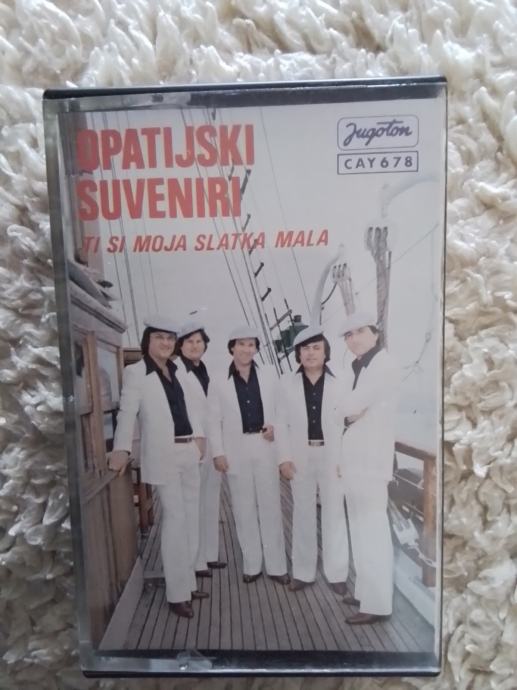 OPATIJSKI
SUVENIRI
TI SI MOJA SLATKA MALA
Jugoton
CAY 678